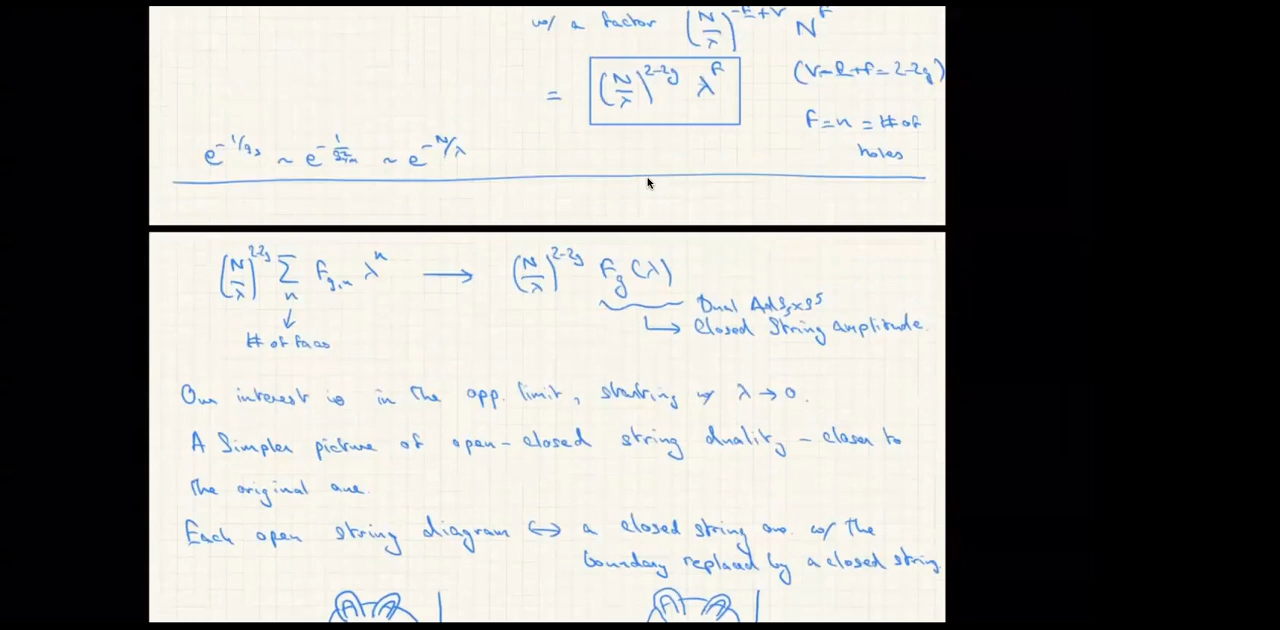 w/ a factor (N/λ)^{-E+V} N^F
= (N/λ)^{2-2g} λ^F
(V-E+F=2-2g)
F=n=# of
holes
e^{-1/g_s} ~ e^{-1/g²_{YM}} ~ e^{-N/λ}
(N/λ)^{2-2g} Σ_n F_{g,n} λ^n → (N/λ)^{2-2g} F_g(λ)
# of faces
Dual AdS₅xS⁵
↳ Closed String amplitude.
Our interest is in the opp. limit, starting w/ λ → 0.
A Simpler picture of open-closed string duality – closer to
the original one.
Each open string diagram ↔ a closed string one w/ the
boundary replaced by a closed string